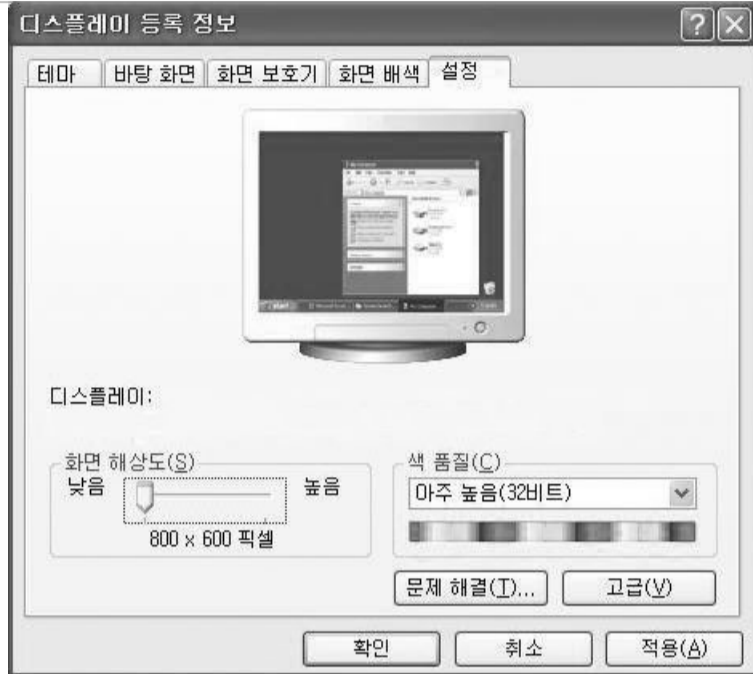 디스플레이 등록 정보
테마 바탕 화면 화면 보호기 화면 배색 설정
디스플레이:
화면 해상도(S)
낮음 높음
800 x 600 픽셀
색 품질(C)
아주 높음(32비트)
문제 해결(T)... 고급(V)
확인 취소 적용(A)